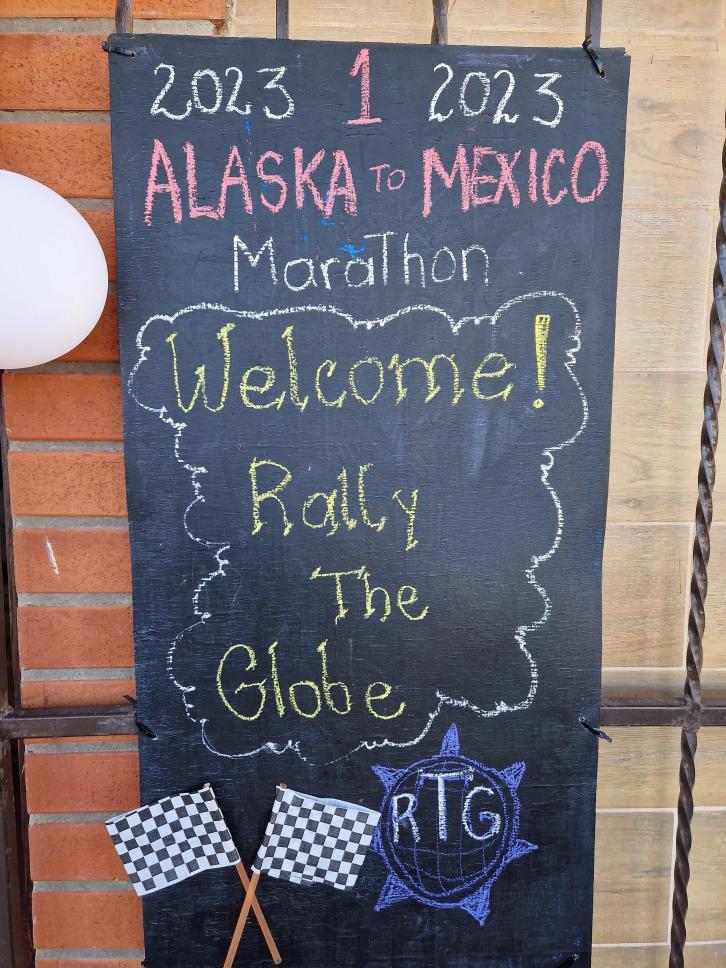 2023 1 2023
ALASKA TO MEXICO
Marathon
Welcome!
Rally
The
Globe
RTG